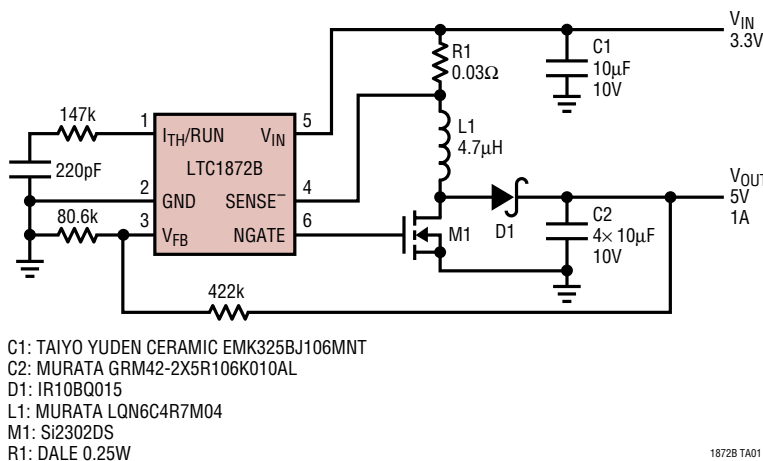 V_IN
3.3V
R1
0.03Ω
C1
10µF
10V
147k
1
I_TH/RUN
V_IN
5
L1
4.7µH
LTC1872B
220pF
2
GND
SENSE⁻
4
V_OUT
5V
1A
80.6k
3
V_FB
NGATE
6
M1
D1
C2
4× 10µF
10V
422k
C1: TAIYO YUDEN CERAMIC EMK325BJ106MNT
C2: MURATA GRM42-2X5R106K010AL
D1: IR10BQ015
L1: MURATA LQN6C4R7M04
M1: Si2302DS
R1: DALE 0.25W
1872B TA01